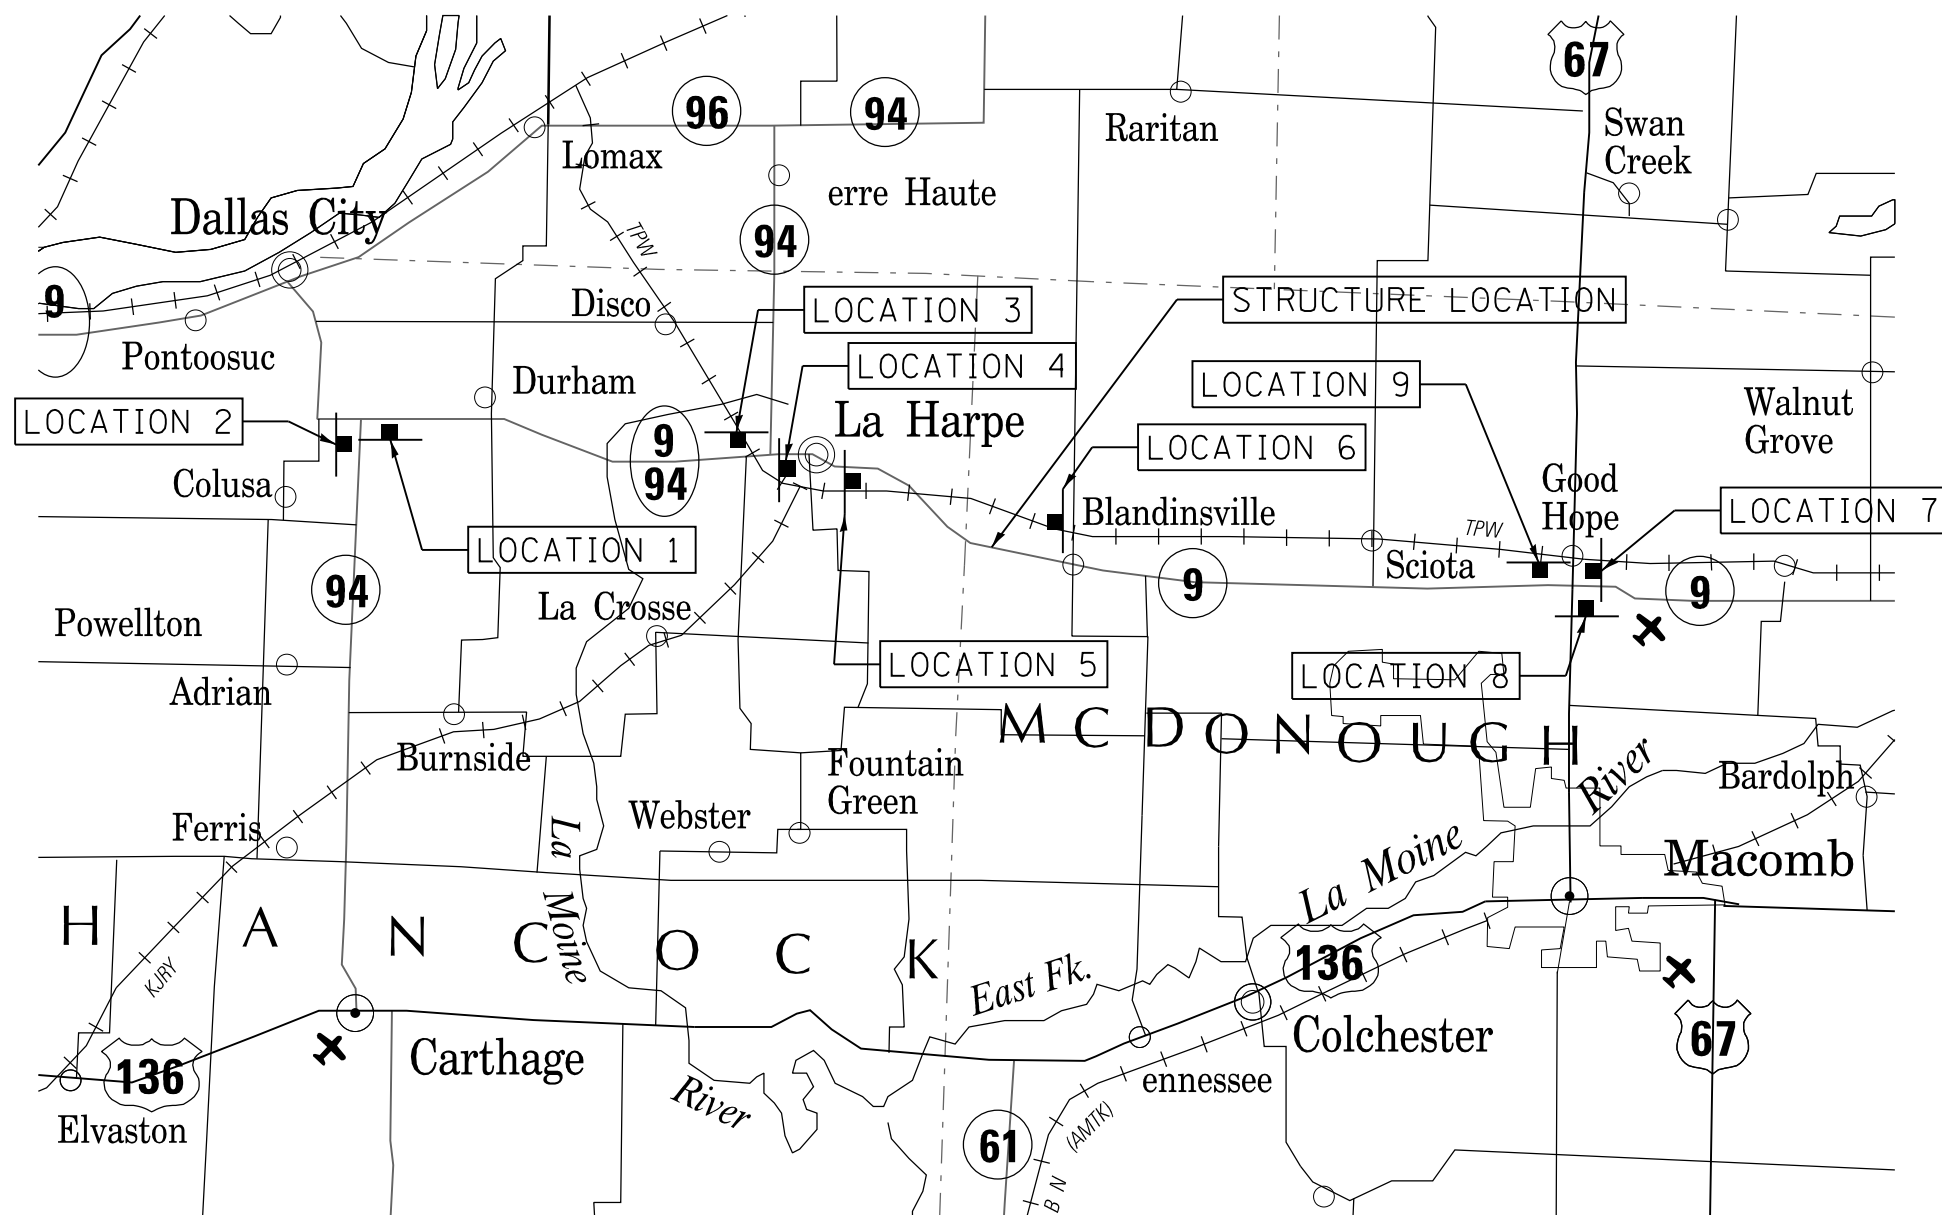 67
96
94
Raritan
Swan
Creek
Lomax
erre Haute
Dallas City
TPW
94
9
Disco
LOCATION 3
STRUCTURE LOCATION
Pontoosuc
LOCATION 4
Durham
LOCATION 9
Walnut
Grove
LOCATION 2
La Harpe
9
94
LOCATION 6
Colusa
Good
Hope
Blandinsville
LOCATION 7
TPW
LOCATION 1
Sciota
94
9
9
La Crosse
Powellton
LOCATION 5
LOCATION 8
Adrian
MCDONOUGH
Burnside
Fountain
Green
River
Bardolph
Ferris
Webster
La Moine
La Moine
Macomb
HANCOCK
KJRY
East Fk.
136
136
Carthage
Colchester
67
River
ennessee
Elvaston
61
(AMTK)
BN